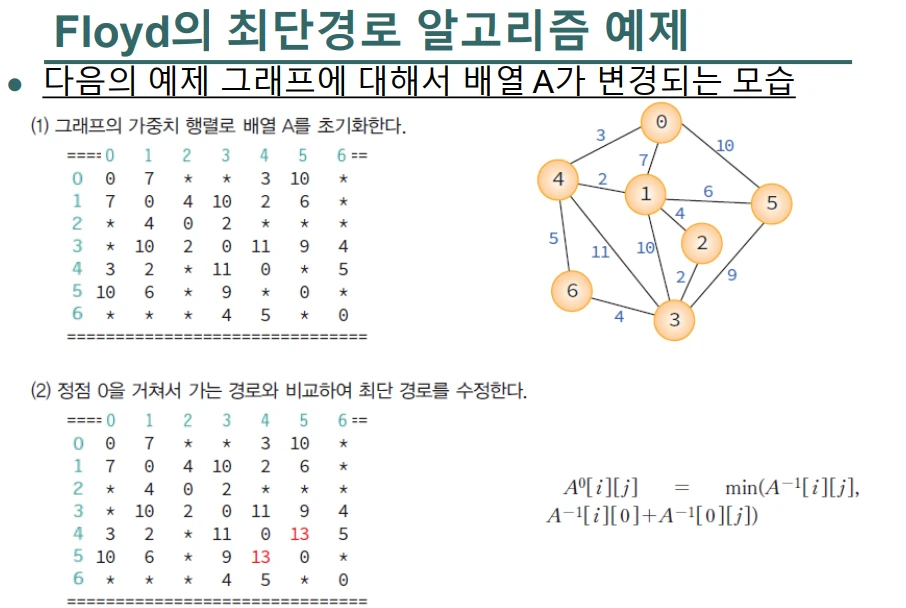 Floyd의 최단경로 알고리즘 예제
● 다음의 예제 그래프에 대해서 배열 A가 변경되는 모습
(1) 그래프의 가중치 행렬로 배열 A를 초기화한다.
==== 0 1 2 3 4 5 6 ==
0 0 7 * * 3 10 *
1 7 0 4 10 2 6 *
2 * 4 0 2 * * *
3 * 10 2 0 11 9 4
4 3 2 * 11 0 * 5
5 10 6 * 9 * 0 *
6 * * * 4 5 * 0
===============================
0
3
7
10
4
2
1
6
5
4
5
11
10
2
2
9
6
4
3
(2) 정점 0을 거쳐서 가는 경로와 비교하여 최단 경로를 수정한다.
==== 0 1 2 3 4 5 6 ==
0 0 7 * * 3 10 *
1 7 0 4 10 2 6 *
2 * 4 0 2 * * *
3 * 10 2 0 11 9 4
4 3 2 * 11 0 13 5
5 10 6 * 9 13 0 *
6 * * * 4 5 * 0
===============================
A⁰[i][j] = min(A⁻¹[i][j],
A⁻¹[i][0]+A⁻¹[0][j])